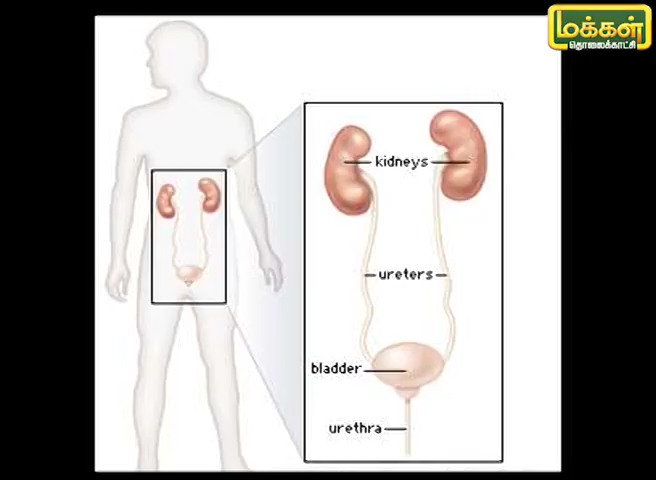 மக்கள்
தொலைக்காட்சி
kidneys
ureters
bladder
urethra